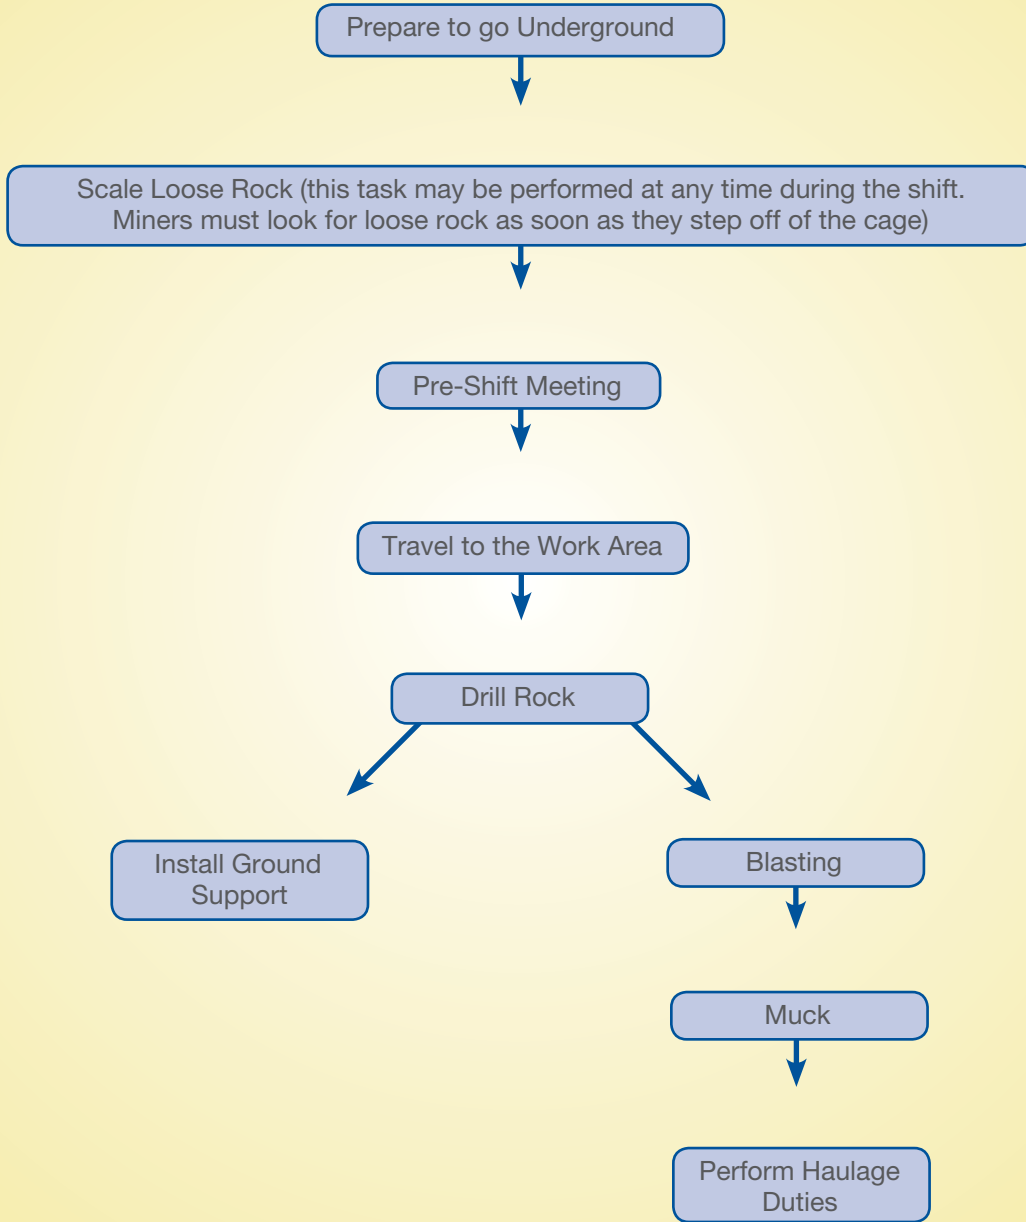 Prepare to go Underground
Scale Loose Rock (this task may be performed at any time during the shift.
Miners must look for loose rock as soon as they step off of the cage)
Pre-Shift Meeting
Travel to the Work Area
Drill Rock
Install Ground
Support
Blasting
Muck
Perform Haulage
Duties